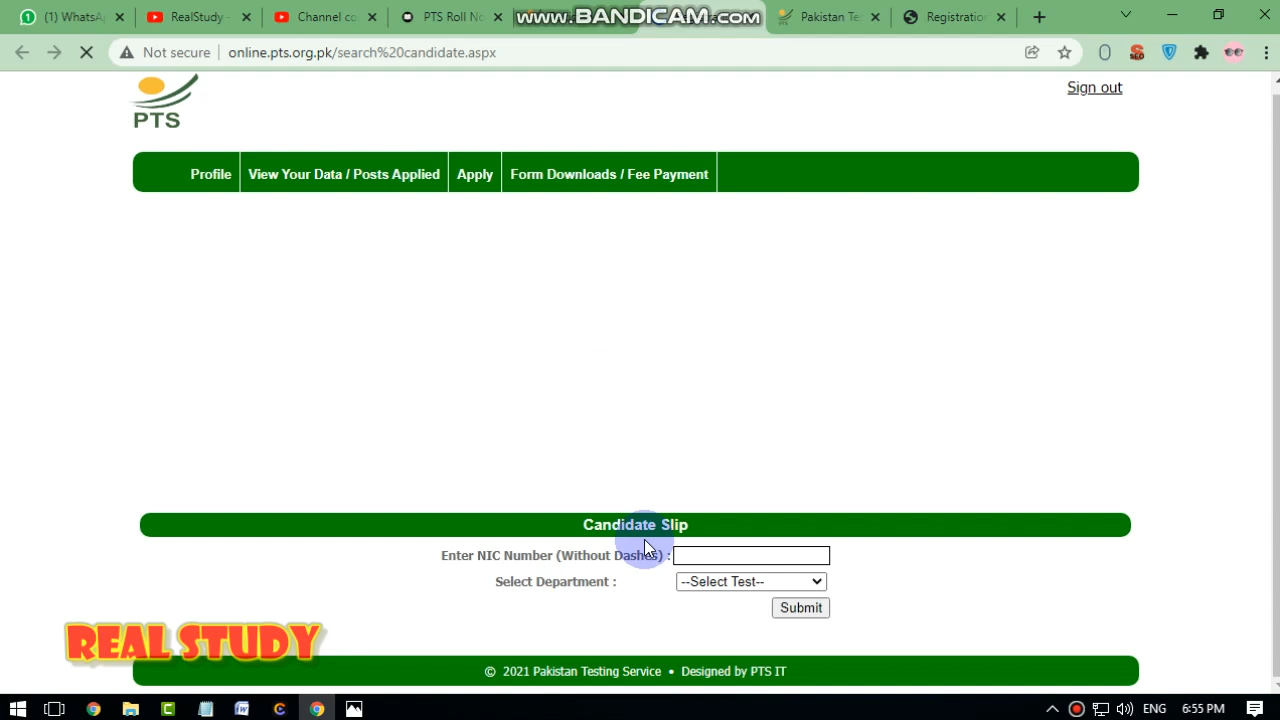 (1) WhatsA
RealStudy -
Channel co
PTS Roll No
www.BANDICAM.com
Pakistan Te
Registration
Not secure
online.pts.org.pk/search%20candidate.aspx
PTS
Sign out
Profile
View Your Data / Posts Applied
Apply
Form Downloads / Fee Payment
Candidate Slip
Enter NIC Number (Without Dashes) :
Select Department :
--Select Test--
Submit
REAL STUDY
© 2021 Pakistan Testing Service • Designed by PTS IT
ENG
6:55 PM